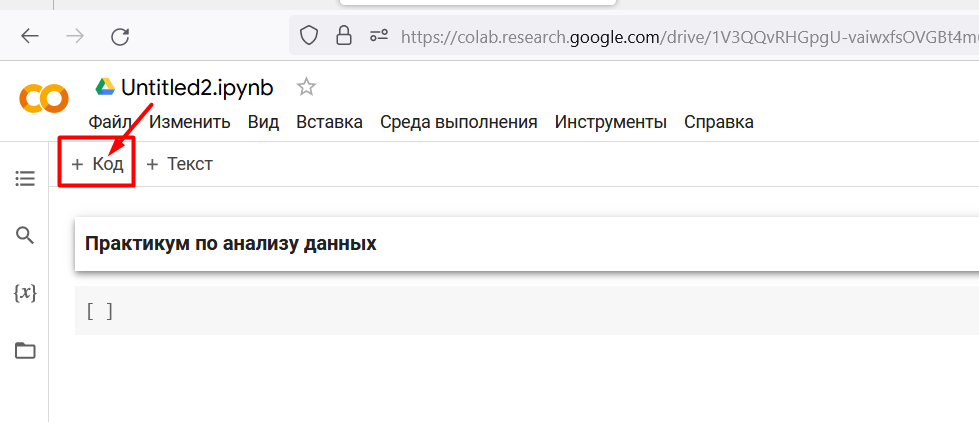 https://colab.research.google.com/drive/1V3QQvRHGpgU-vaiwxfsOVGBt4m
Untitled2.ipynb
Файл Изменить Вид Вставка Среда выполнения Инструменты Справка
+ Код + Текст
Практикум по анализу данных
{x}
[ ]